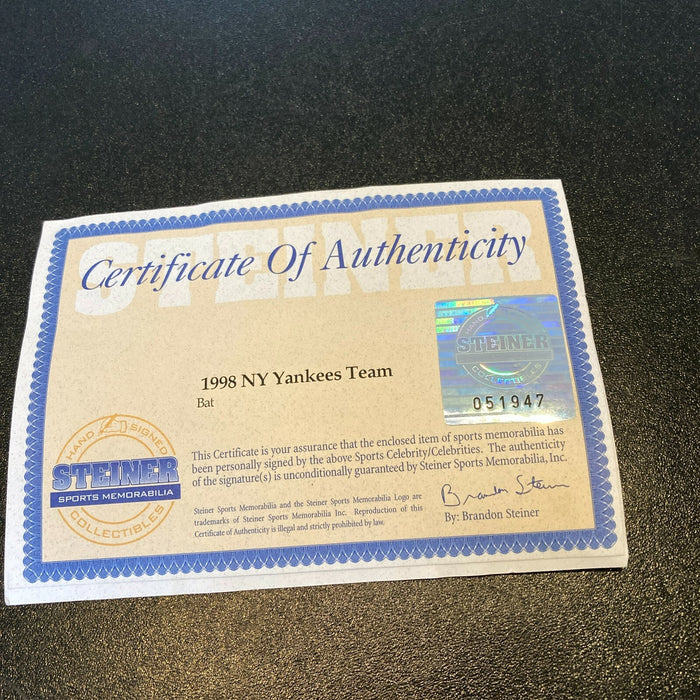 STEINER
Certificate Of Authenticity
HAND SIGNED
STEINER
COLLECTIBLES
051947
1998 NY Yankees Team
Bat
HAND SIGNED
STEINER
SPORTS MEMORABILIA
COLLECTIBLES
This Certificate is your assurance that the enclosed item of sports memorabilia has
been personally signed by the above Sports Celebrity/Celebrities. The authenticity
of the signature(s) is unconditionally guaranteed by Steiner Sports Memorabilia, Inc.
Steiner Sports Memorabilia and the Steiner Sports Memorabilia Logo are
trademarks of Steiner Sports Memorabilia Inc. Reproduction of this
Certificate of Authenticity is illegal and strictly prohibited by law.
Brandon Steiner
By: Brandon Steiner